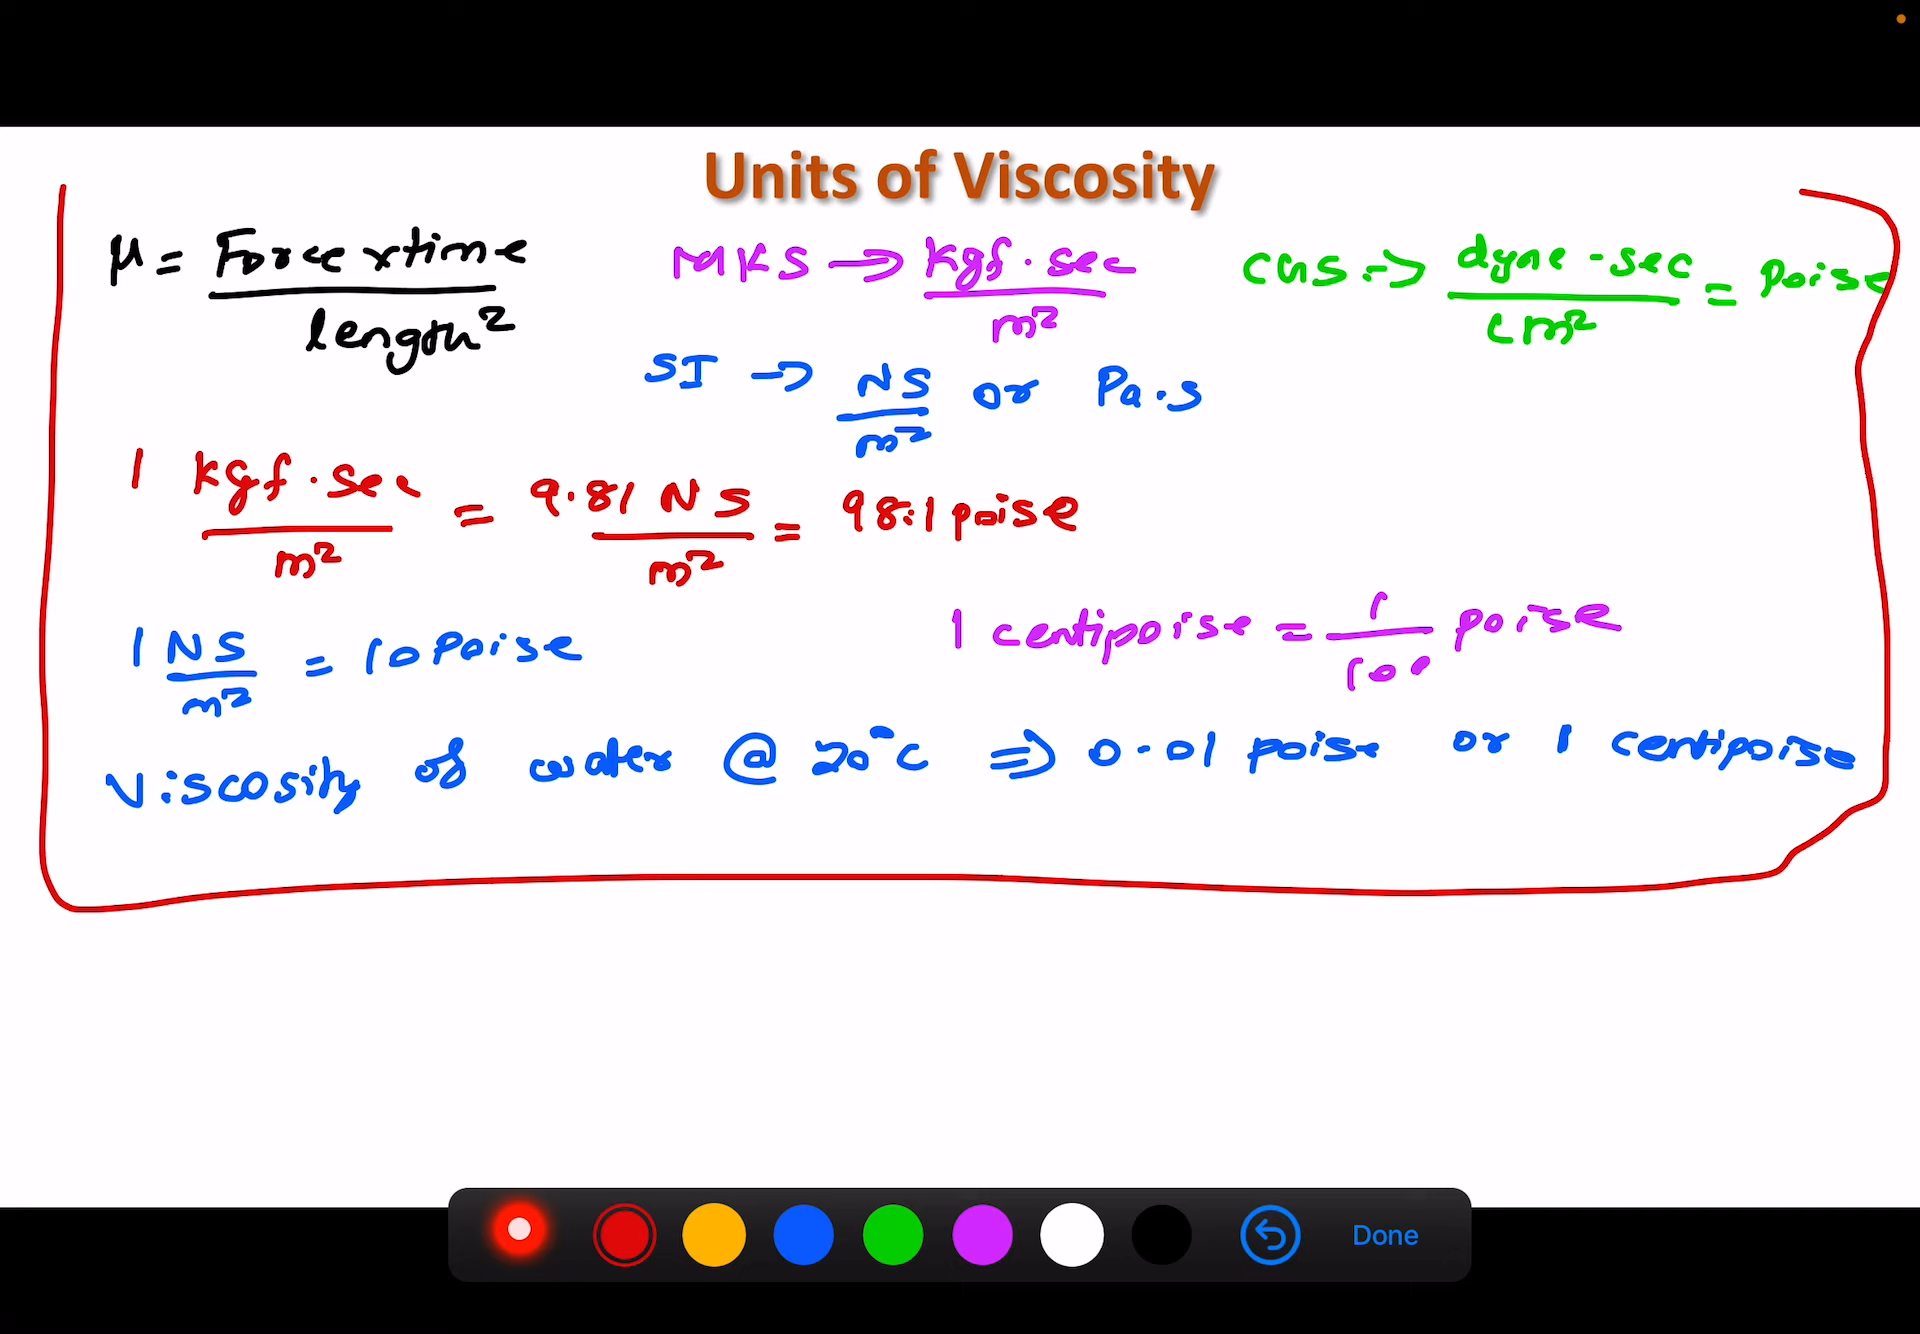 Units of Viscosity
μ = Force x time / length²
MKS → kgf · sec / m²
CGS :→ dyne - sec / cm² = poise
SI → NS / m² or Pa.s
1 kgf · sec / m² = 9.81 NS / m² = 98.1 poise
1 NS / m² = 10 poise
1 centipoise = 1 / 100 poise
Viscosity of water @ 20°C ⇒ 0.01 poise or 1 centipoise
Done